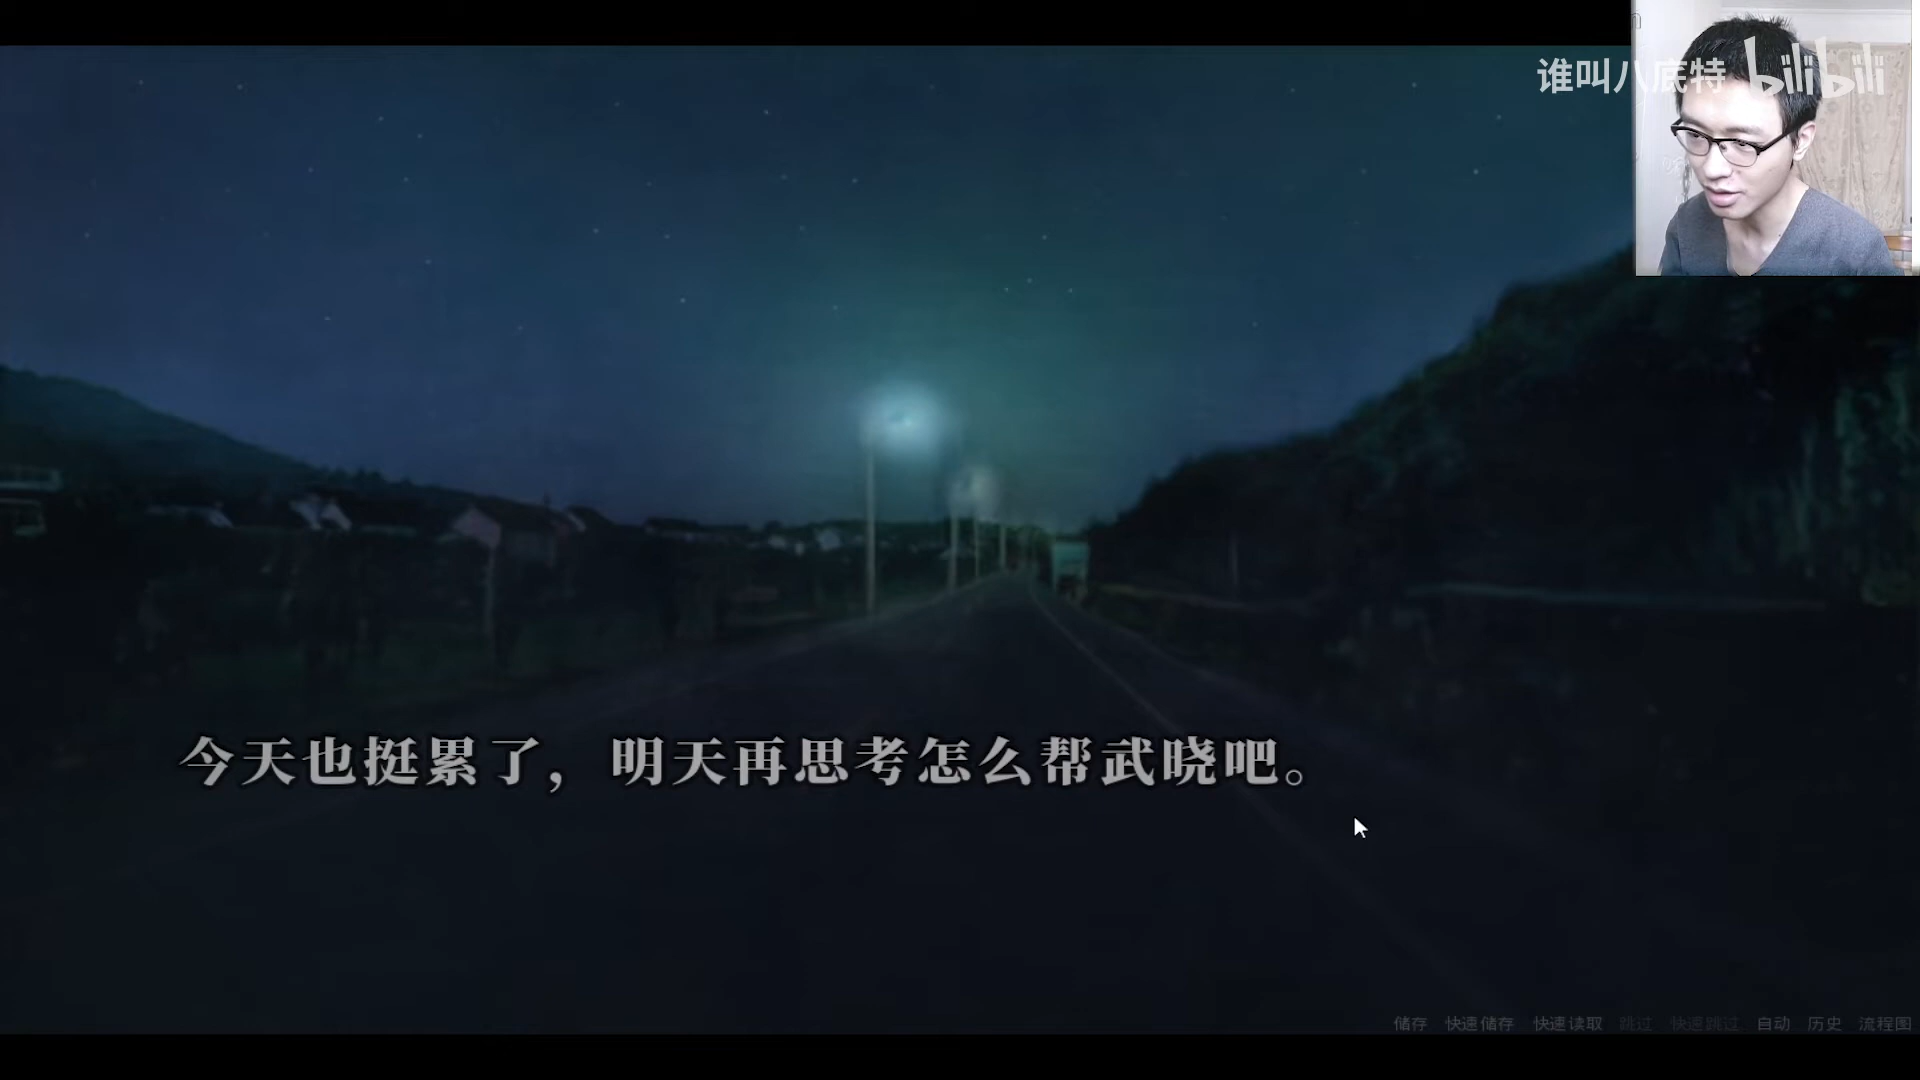 谁叫八底特 bilibili
今天也挺累了，明天再思考怎么帮武晓吧。
储存 快速储存 快速读取 跳过 快速跳过 自动 历史 流程图